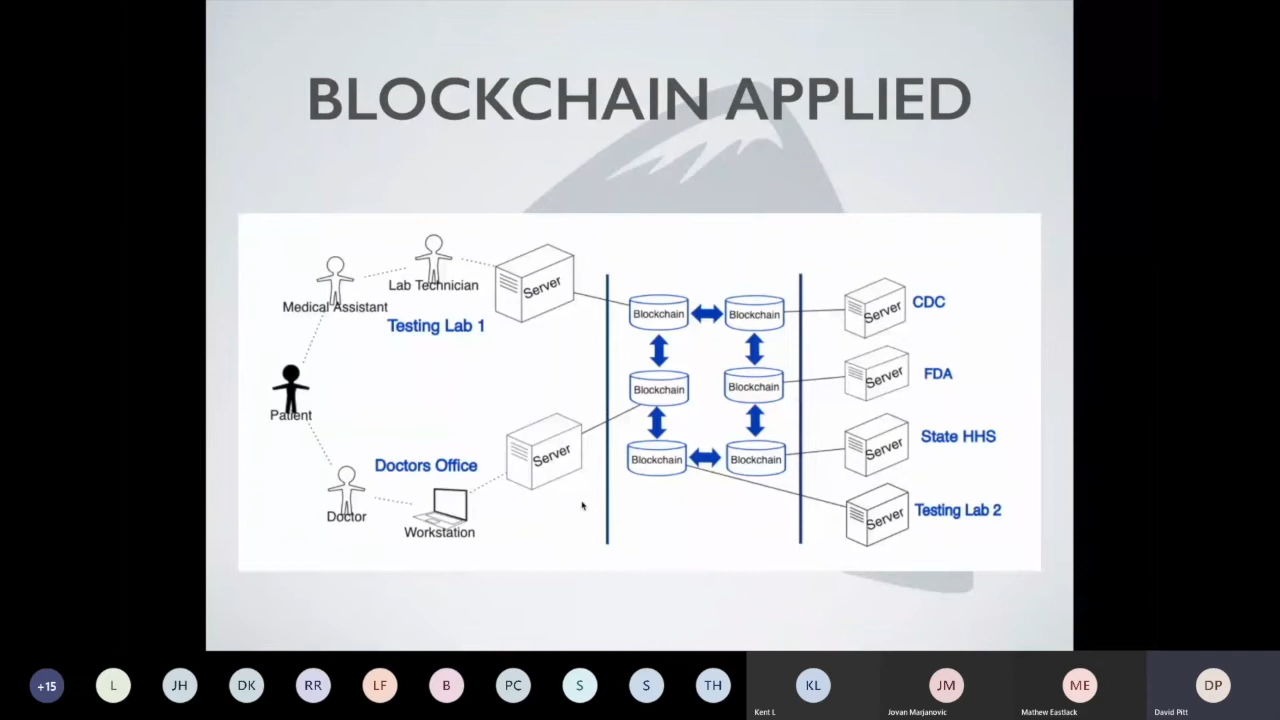 BLOCKCHAIN APPLIED
Lab Technician
Medical Assistant
Testing Lab 1
Server
Patient
Doctors Office
Server
Doctor
Workstation
Blockchain
Blockchain
Blockchain
Blockchain
Blockchain
Blockchain
Server
CDC
Server
FDA
Server
State HHS
Server
Testing Lab 2
+15
L
JH
DK
RR
LF
B
PC
S
S
TH
KL
Kent L
JM
Jovan Marjanovic
ME
Mathew Eastlack
DP
David Pitt